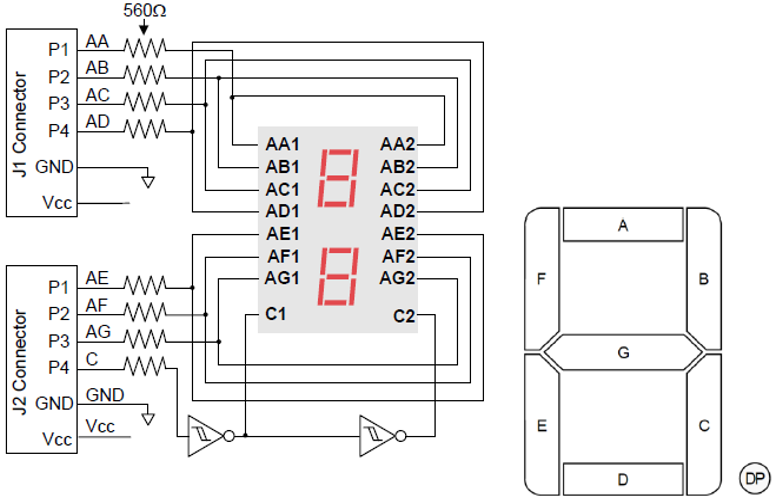 560Ω
J1 Connector
P1 AA
P2 AB
P3 AC
P4 AD
GND
Vcc
AA1 AA2
AB1 AB2
AC1 AC2
AD1 AD2
AE1 AE2
AF1 AF2
AG1 AG2
C1 C2
J2 Connector
P1 AE
P2 AF
P3 AG
P4 C
GND GND
Vcc Vcc
A
F B
G
E C
D
DP